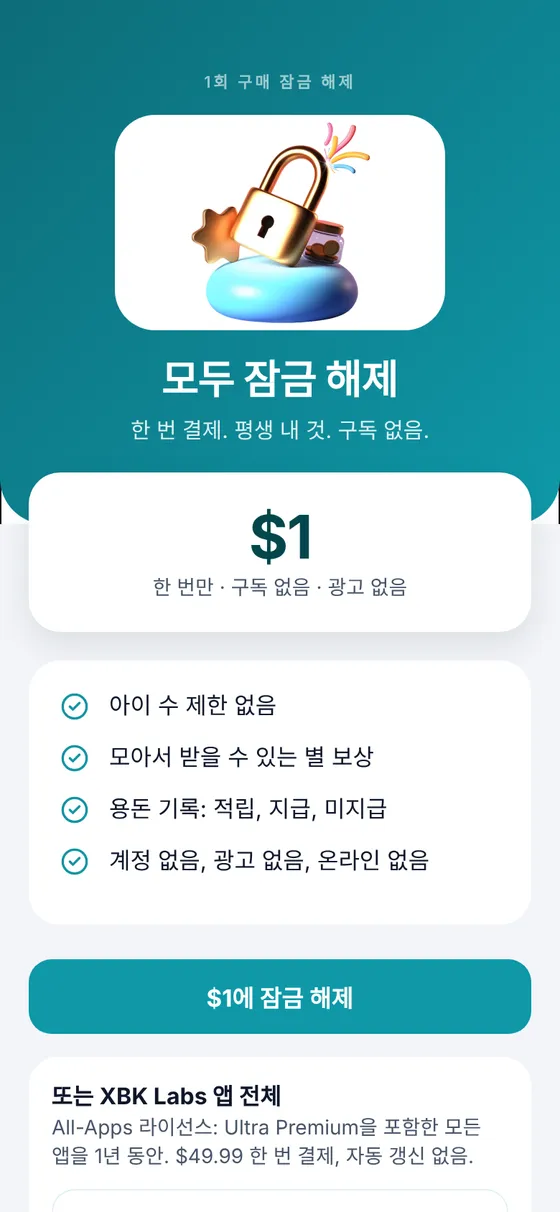 1회 구매 잠금 해제
모두 잠금 해제
한 번 결제. 평생 내 것. 구독 없음.
$1
한 번만 · 구독 없음 · 광고 없음
아이 수 제한 없음
모아서 받을 수 있는 별 보상
용돈 기록: 적립, 지급, 미지급
계정 없음, 광고 없음, 온라인 없음
$1에 잠금 해제
또는 XBK Labs 앱 전체
All-Apps 라이선스: Ultra Premium을 포함한 모든
앱을 1년 동안. $49.99 한 번 결제, 자동 갱신 없음.